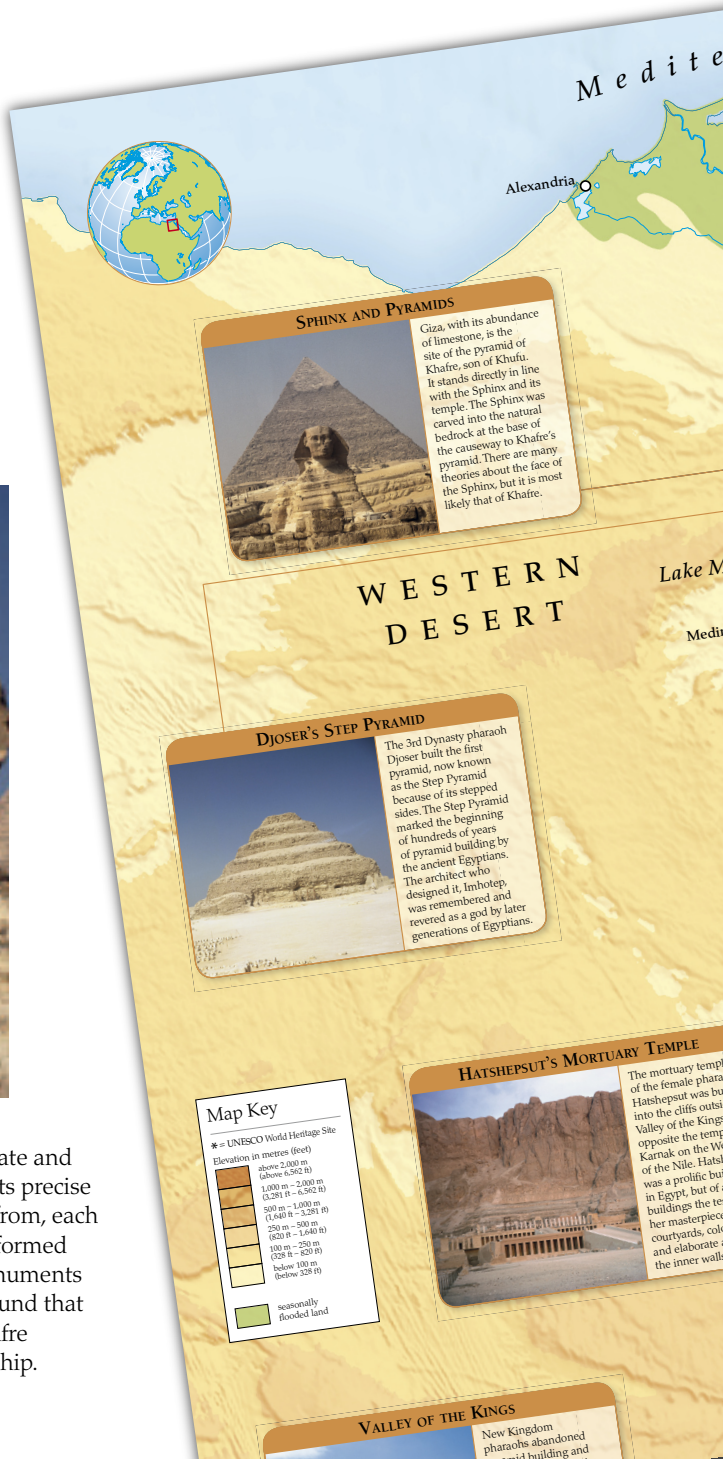 Medite
Alexandria
SPHINX AND PYRAMIDS
Giza, with its abundance
of limestone, is the
site of the pyramid of
Khafre, son of Khufu.
It stands directly in line
with the Sphinx and its
temple. The Sphinx was
carved into the natural
bedrock at the base of
the causeway to Khafre's
pyramid. There are many
theories about the face of
the Sphinx, but it is most
likely that of Khafre.
WESTERN
DESERT
Lake M
Medin
DJOSER'S STEP PYRAMID
The 3rd Dynasty pharaoh
Djoser built the first
pyramid, now known
as the Step Pyramid
because of its stepped
sides. The Step Pyramid
marked the beginning
of hundreds of years
of pyramid building by
the ancient Egyptians.
The architect who
designed it, Imhotep,
was remembered and
revered as a god by later
generations of Egyptians.
HATSHEPSUT'S MORTUARY TEMPLE
The mortuary templ
of the female phara
Hatshepsut was bu
into the cliffs outsi
Valley of the Kings
opposite the temp
Karnak on the We
of the Nile. Hatsh
was a prolific bui
in Egypt, but of a
buildings the te
her masterpiece
courtyards, colo
and elaborate a
the inner walls
Map Key
* = UNESCO World Heritage Site
Elevation in metres (feet)
above 2,000 m
(above 6,562 ft)
1,000 m – 2,000 m
(3,281 ft – 6,562 ft)
500 m – 1,000 m
(1,640 ft – 3,281 ft)
250 m – 500 m
(820 ft – 1,640 ft)
100 m – 250 m
(328 ft – 820 ft)
below 100 m
(below 328 ft)
seasonally
flooded land
ate and
ts precise
from, each
formed
numents
und that
fre
hip.
VALLEY OF THE KINGS
New Kingdom
pharaohs abandoned
mid building and